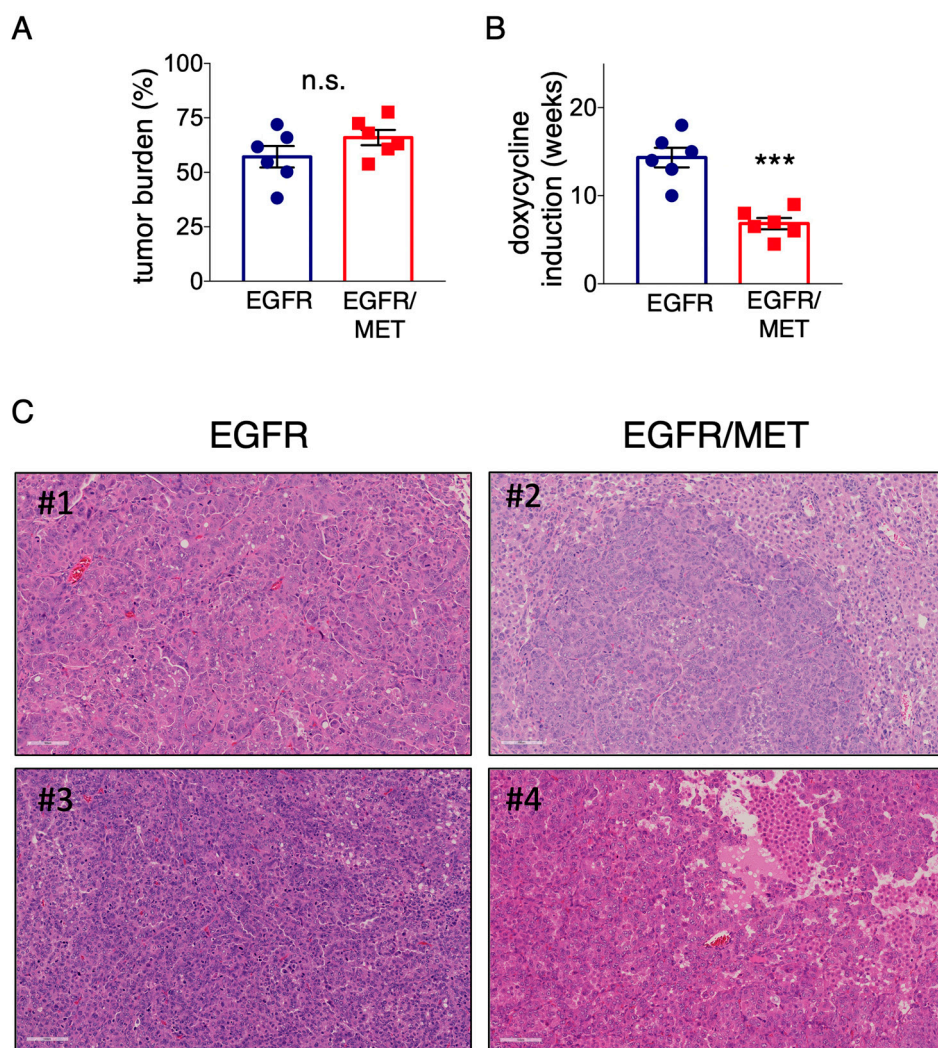 A
tumor burden (%)
100
75
50
25
0
n.s.
EGFR
EGFR/
MET
B
doxycycline
induction (weeks)
20
10
0
***
EGFR
EGFR/
MET
C
EGFR
EGFR/MET
#1
#2
#3
#4